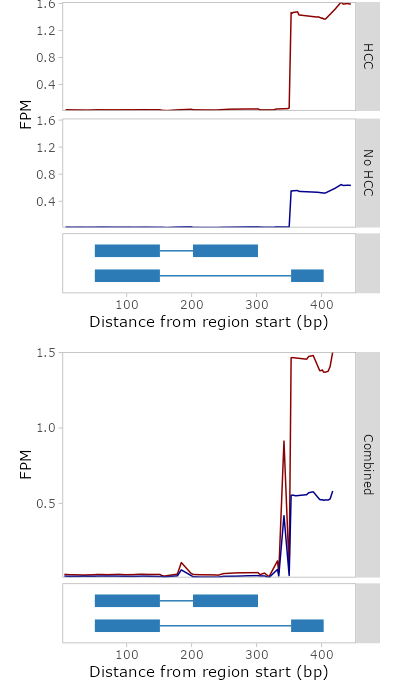 1.6
1.2
0.8
0.4
HCC
FPM
1.6
1.2
0.8
0.4
No HCC
100 200 300 400
Distance from region start (bp)
1.5
1.0
0.5
FPM
Combined
100 200 300 400
Distance from region start (bp)